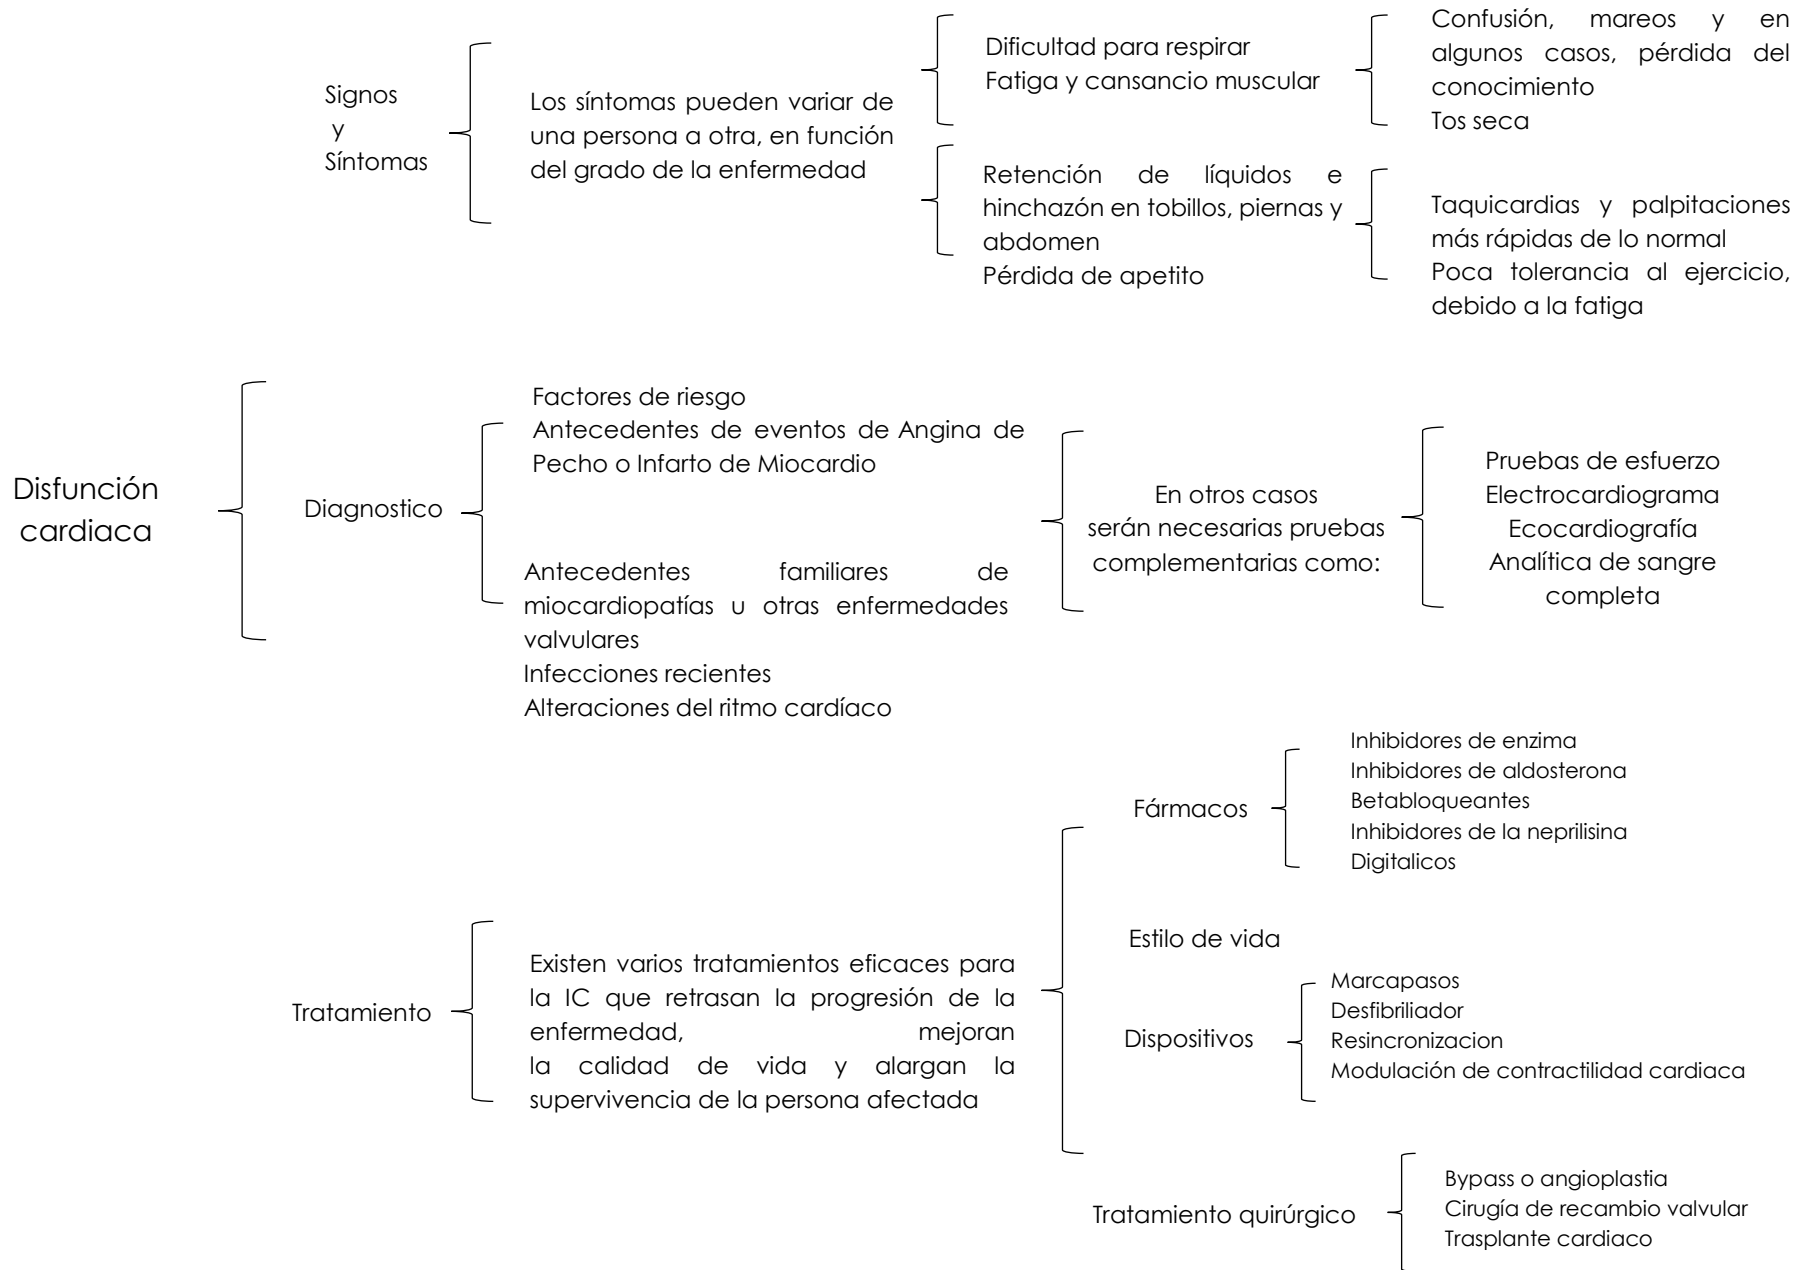 Signos
y
Síntomas
Los síntomas pueden variar de
una persona a otra, en función
del grado de la enfermedad
Dificultad para respirar
Fatiga y cansancio muscular
Confusión, mareos y en
algunos casos, pérdida del
conocimiento
Tos seca
Retención de líquidos e
hinchazón en tobillos, piernas y
abdomen
Pérdida de apetito
Taquicardias y palpitaciones
más rápidas de lo normal
Poca tolerancia al ejercicio,
debido a la fatiga
Disfunción
cardiaca
Diagnostico
Factores de riesgo
Antecedentes de eventos de Angina de
Pecho o Infarto de Miocardio
Antecedentes familiares de
miocardiopatías u otras enfermedades
valvulares
Infecciones recientes
Alteraciones del ritmo cardíaco
En otros casos
serán necesarias pruebas
complementarias como:
Pruebas de esfuerzo
Electrocardiograma
Ecocardiografía
Analítica de sangre
completa
Tratamiento
Existen varios tratamientos eficaces para
la IC que retrasan la progresión de la
enfermedad, mejoran
la calidad de vida y alargan la
supervivencia de la persona afectada
Fármacos
Inhibidores de enzima
Inhibidores de aldosterona
Betabloqueantes
Inhibidores de la neprilisina
Digitalicos
Estilo de vida
Dispositivos
Marcapasos
Desfibriliador
Resincronizacion
Modulación de contractilidad cardiaca
Tratamiento quirúrgico
Bypass o angioplastia
Cirugía de recambio valvular
Trasplante cardiaco